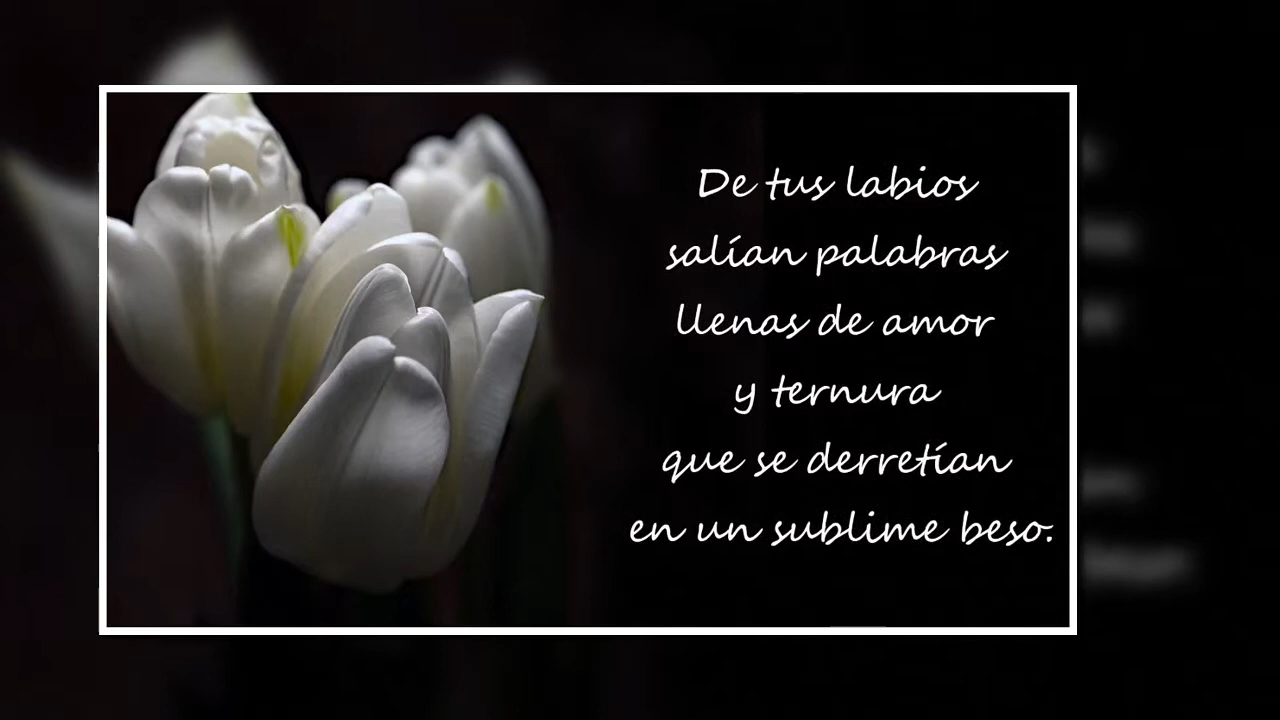 De tus labios
salían palabras
llenas de amor
y ternura
que se derretían
en un sublime beso.